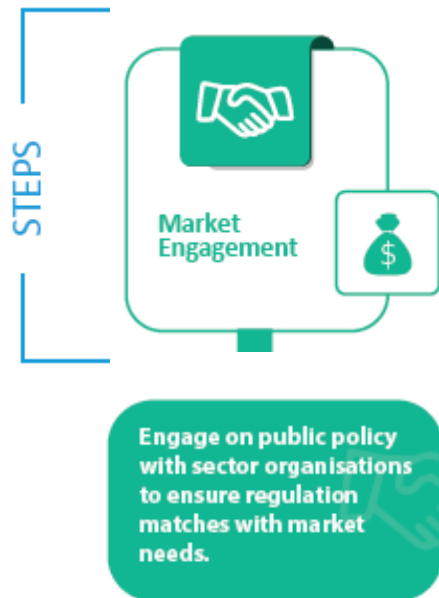 STEPS
Market
Engagement
$
Engage on public policy
with sector organisations
to ensure regulation
matches with market
needs.